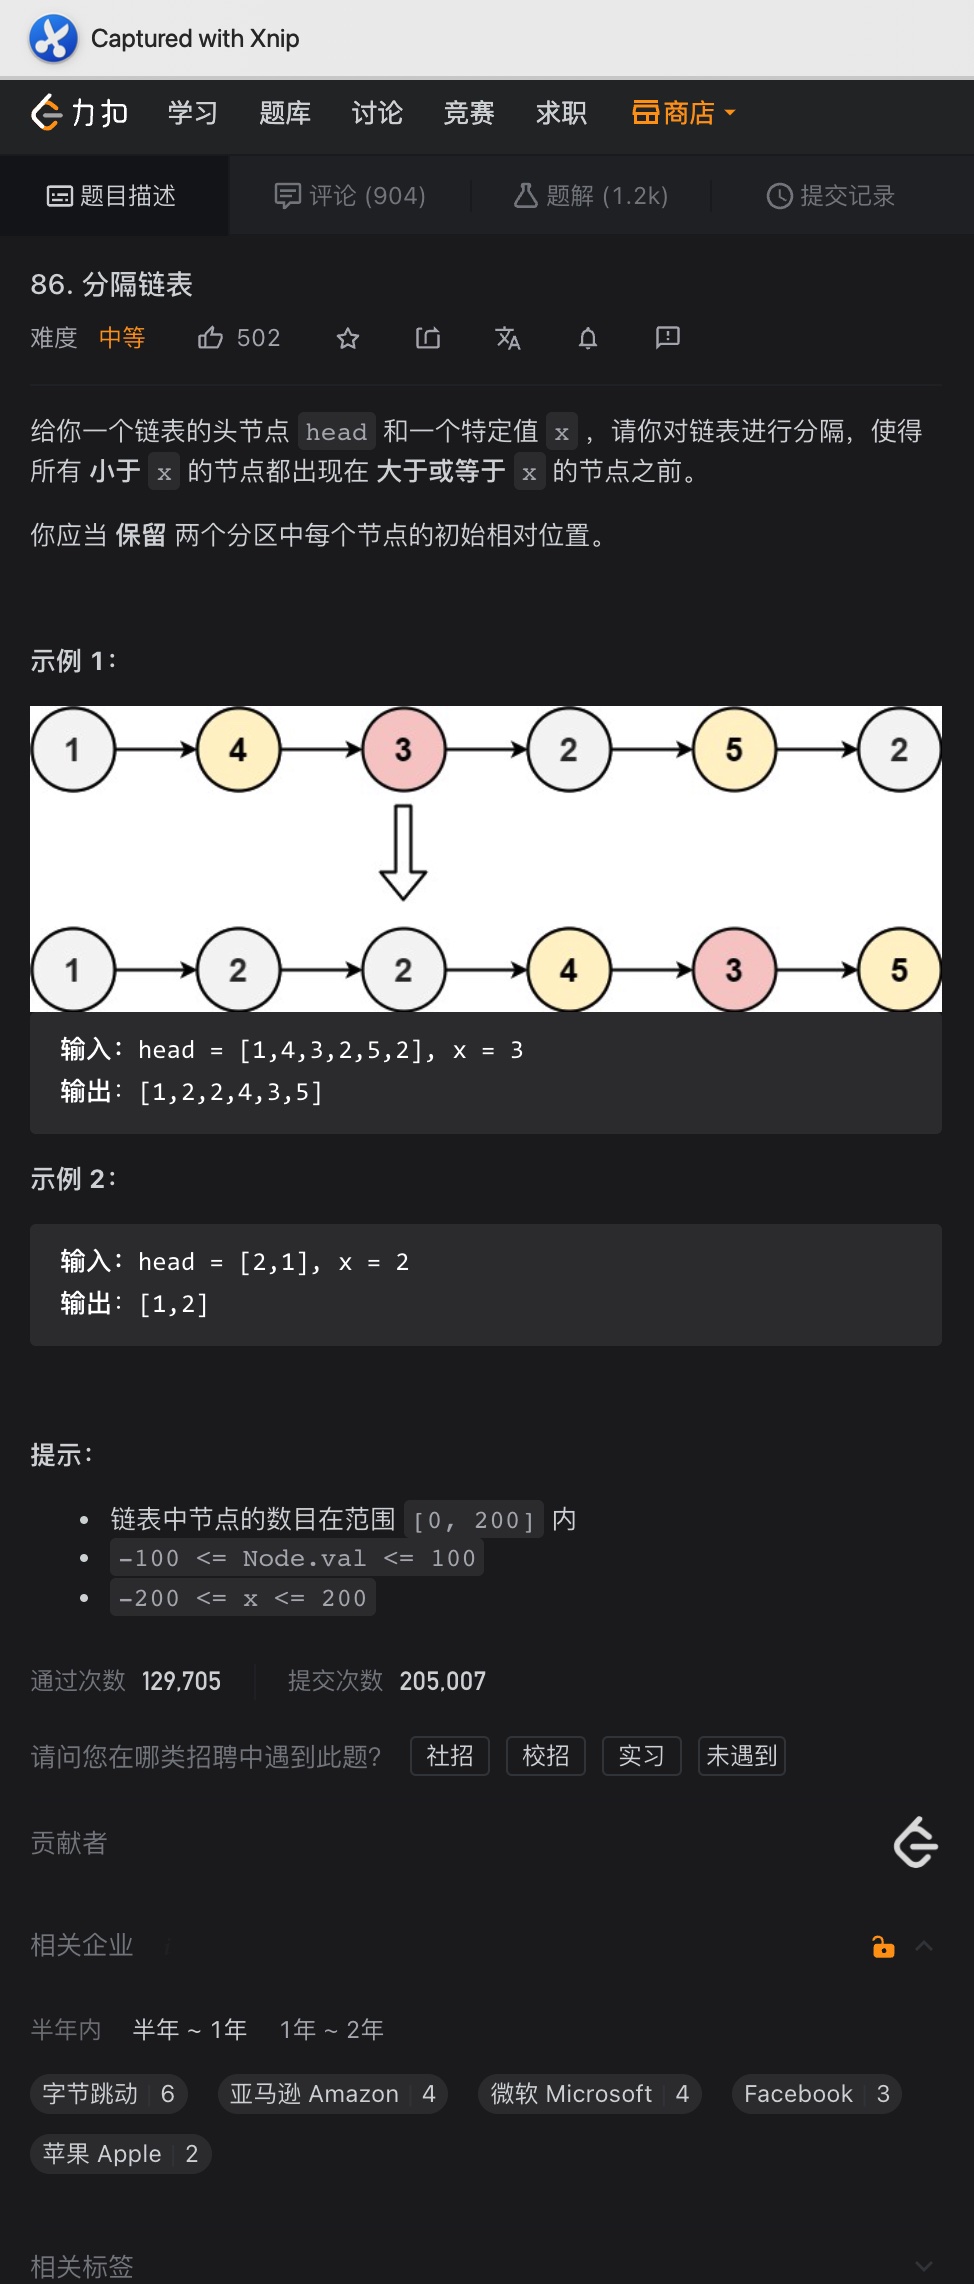 Captured with Xnip
力扣 学习 题库 讨论 竞赛 求职 商店
题目描述 评论 (904) 题解 (1.2k) 提交记录
86. 分隔链表
难度 中等 502
给你一个链表的头节点 head 和一个特定值 x ，请你对链表进行分隔，使得
所有 小于 x 的节点都出现在 大于或等于 x 的节点之前。
你应当 保留 两个分区中每个节点的初始相对位置。
示例 1：
1 4 3 2 5 2
1 2 2 4 3 5
输入：head = [1,4,3,2,5,2], x = 3
输出：[1,2,2,4,3,5]
示例 2：
输入：head = [2,1], x = 2
输出：[1,2]
提示：
• 链表中节点的数目在范围 [0, 200] 内
• -100 <= Node.val <= 100
• -200 <= x <= 200
通过次数 129,705 提交次数 205,007
请问您在哪类招聘中遇到此题? 社招 校招 实习 未遇到
贡献者
相关企业
半年内 半年 ~ 1年 1年 ~ 2年
字节跳动 6 亚马逊 Amazon 4 微软 Microsoft 4 Facebook 3
苹果 Apple 2
相关标签